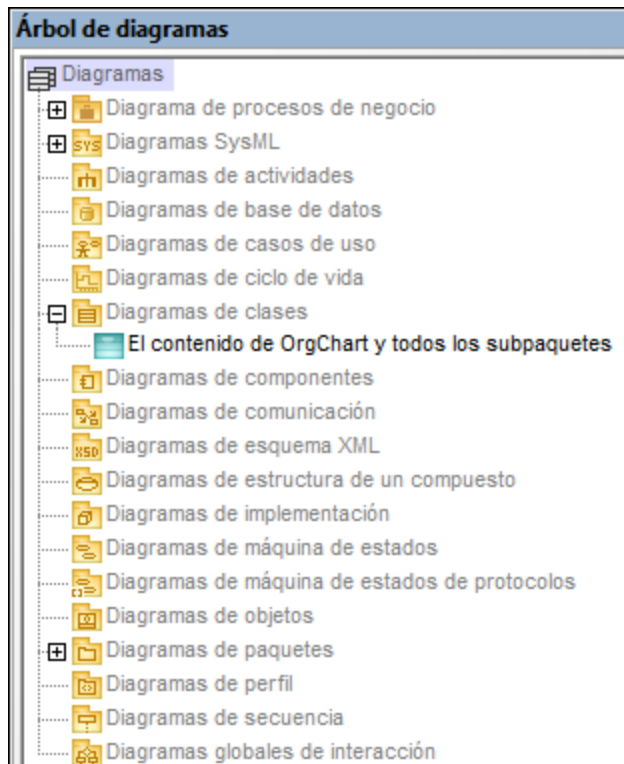 Árbol de diagramas
Diagramas
Diagrama de procesos de negocio
SYS Diagramas SysML
Diagramas de actividades
Diagramas de base de datos
Diagramas de casos de uso
Diagramas de ciclo de vida
Diagramas de clases
El contenido de OrgChart y todos los subpaquetes
Diagramas de componentes
Diagramas de comunicación
XSD Diagramas de esquema XML
Diagramas de estructura de un compuesto
Diagramas de implementación
Diagramas de máquina de estados
Diagramas de máquina de estados de protocolos
Diagramas de objetos
Diagramas de paquetes
Diagramas de perfil
Diagramas de secuencia
Diagramas globales de interacción